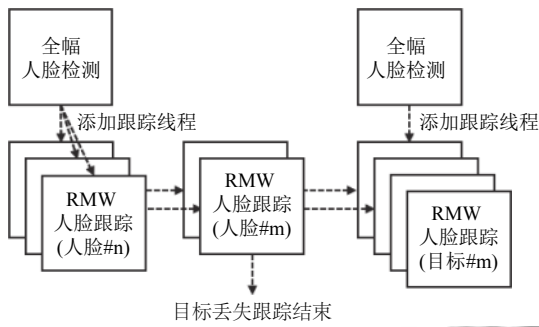 全幅
人脸检测
添加跟踪线程
RMW
人脸跟踪
(人脸#n)
RMW
人脸跟踪
(人脸#m)
目标丢失跟踪结束
全幅
人脸检测
添加跟踪线程
RMW
人脸跟踪
(目标#m)